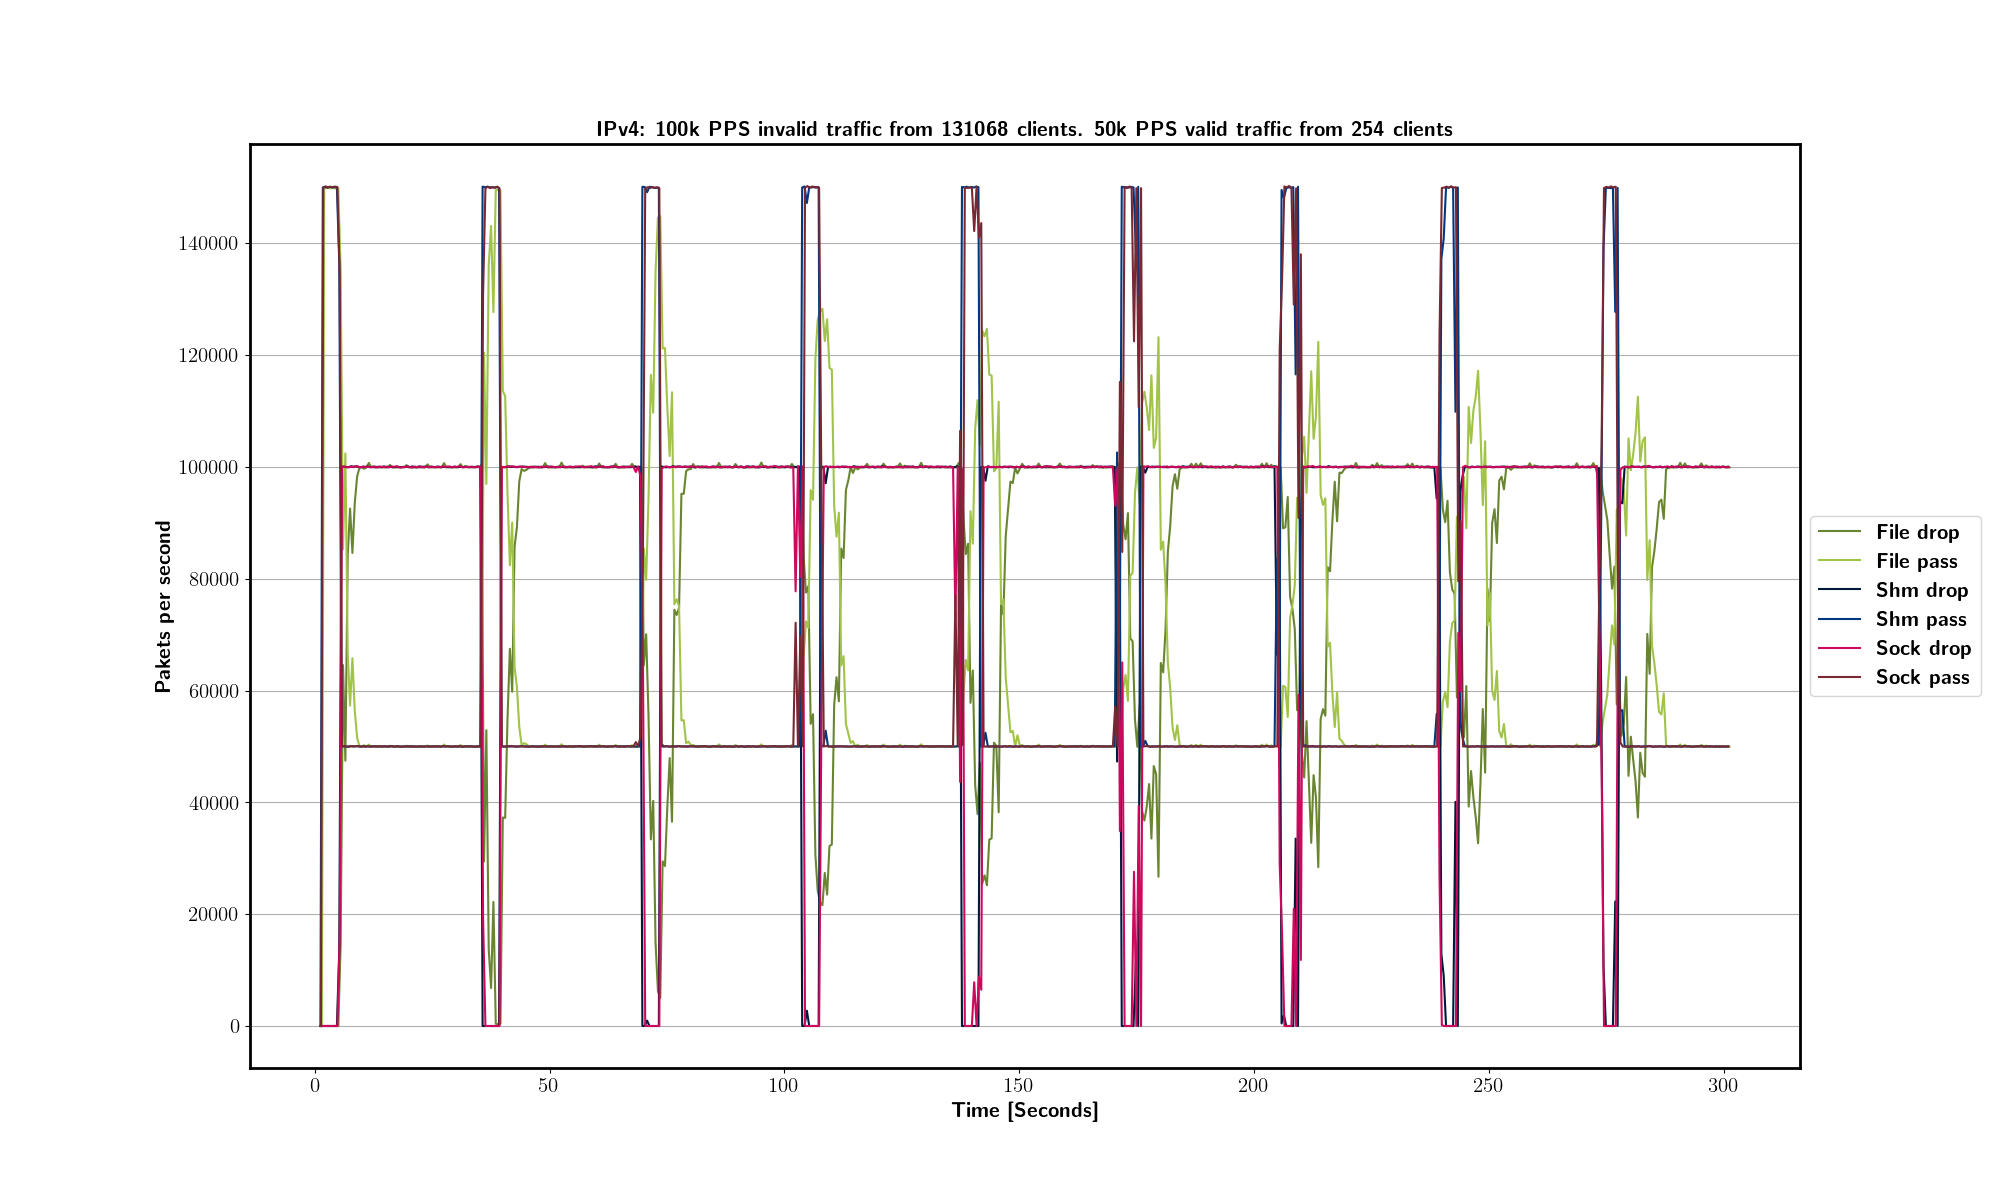 IPv4: 100k PPS invalid traffic from 131068 clients. 50k PPS valid traffic from 254 clients
Pakets per second
140000
120000
100000
80000
60000
40000
20000
0
0 50 100 150 200 250 300
Time [Seconds]
File drop
File pass
Shm drop
Shm pass
Sock drop
Sock pass